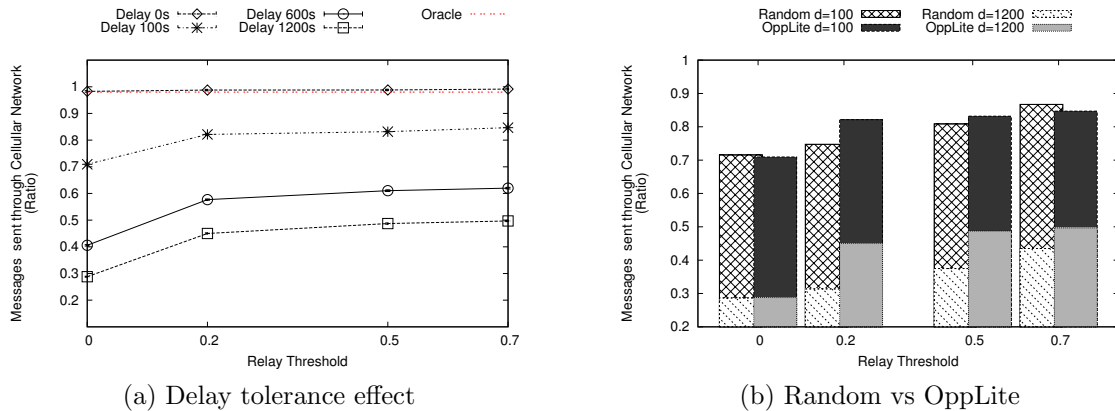 Delay 0s
Delay 100s
Delay 600s
Delay 1200s
Oracle
Messages sent through Cellullar Network
(Ratio)
1
0.9
0.8
0.7
0.6
0.5
0.4
0.3
0.2
0
0.2
0.5
0.7
Relay Threshold
(a) Delay tolerance effect
Random d=100
OppLite d=100
Random d=1200
OppLite d=1200
Messages sent through Cellullar Network
(Ratio)
1
0.9
0.8
0.7
0.6
0.5
0.4
0.3
0.2
0
0.2
0.5
0.7
Relay Threshold
(b) Random vs OppLite